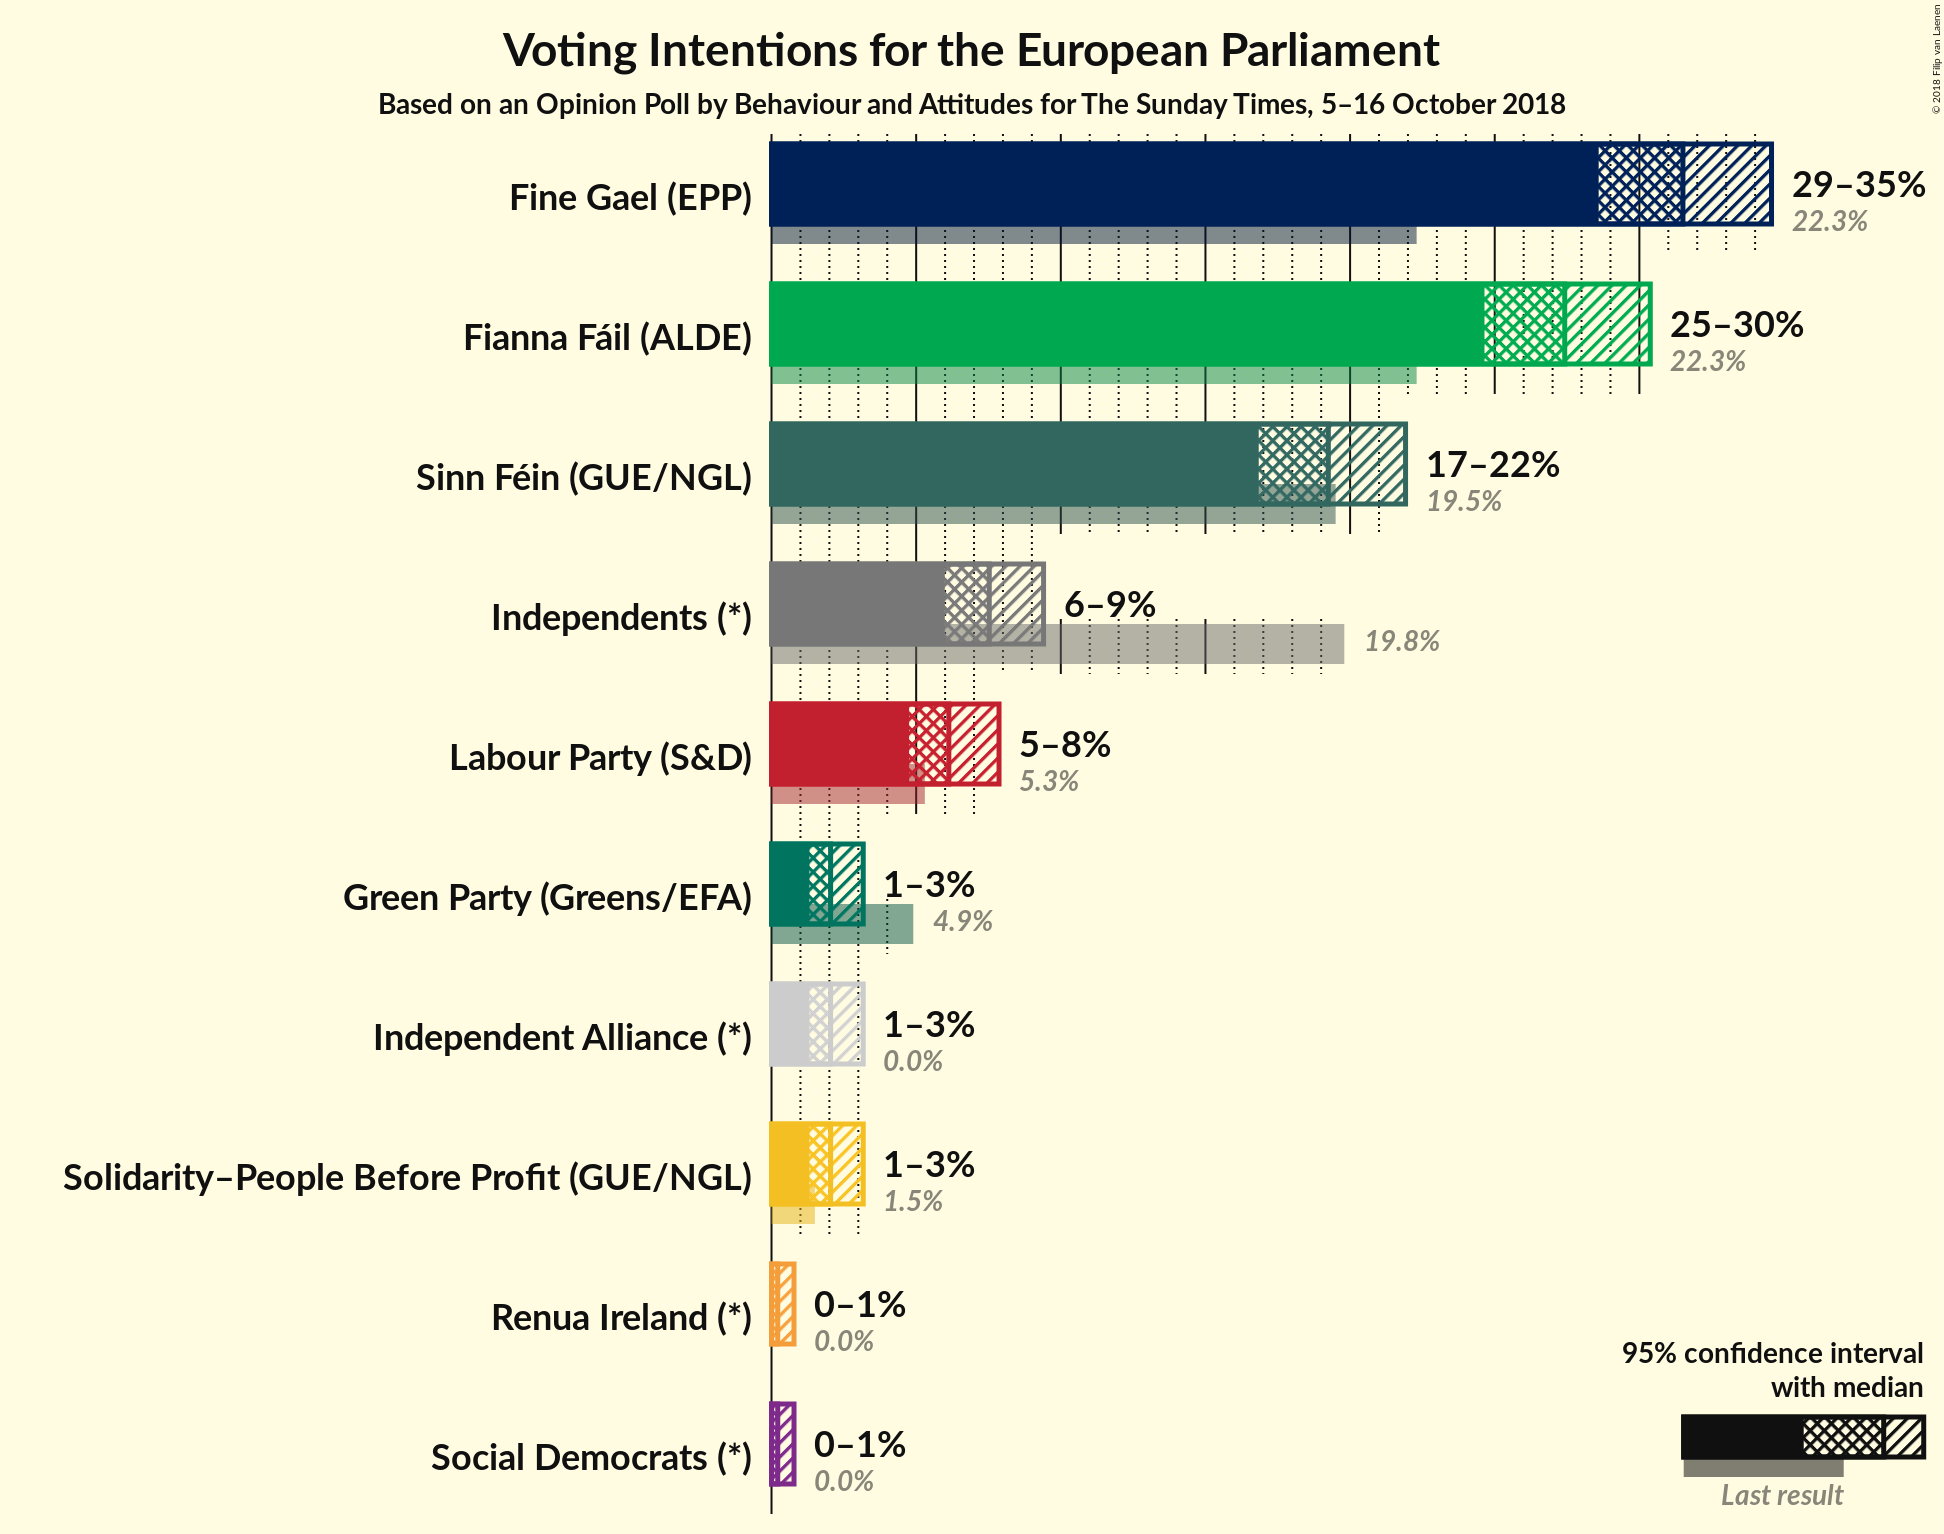 Voting Intentions for the European Parliament
Based on an Opinion Poll by Behaviour and Attitudes for The Sunday Times, 5–16 October 2018
© 2018 Filip van Laenen
Fine Gael (EPP)
29–35%
22.3%
Fianna Fáil (ALDE)
25–30%
22.3%
Sinn Féin (GUE/NGL)
17–22%
19.5%
Independents (*)
6–9%
19.8%
Labour Party (S&D)
5–8%
5.3%
Green Party (Greens/EFA)
1–3%
4.9%
Independent Alliance (*)
1–3%
0.0%
Solidarity–People Before Profit (GUE/NGL)
1–3%
1.5%
Renua Ireland (*)
0–1%
0.0%
Social Democrats (*)
0–1%
0.0%
95% confidence interval
with median
Last result